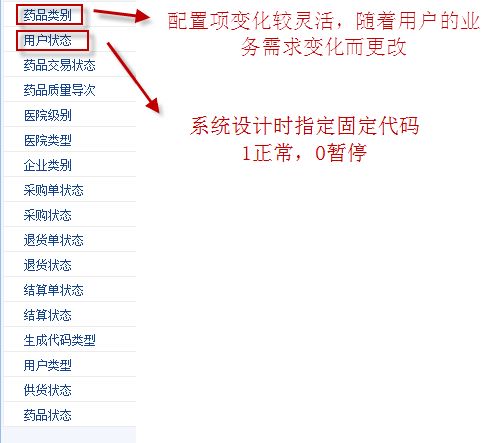 药品类别
用户状态
药品交易状态
药品质量导次
医院级别
医院类型
企业类别
采购单状态
采购状态
退货单状态
退货状态
结算单状态
结算状态
生成代码类型
用户类型
供货状态
药品状态
配置项变化较灵活，随着用户的业
务需求变化而更改
系统设计时指定固定代码
1正常，0暂停